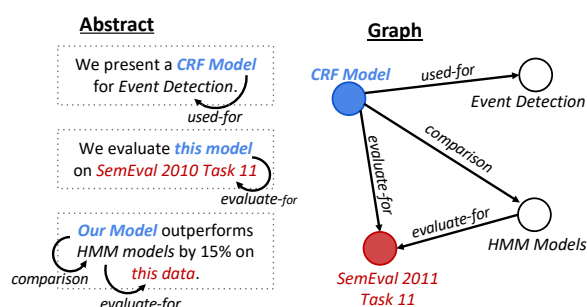 Abstract
We present a CRF Model
for Event Detection.
used-for
We evaluate this model
on SemEval 2010 Task 11
evaluate-for
Our Model outperforms
HMM models by 15% on
this data.
comparison
evaluate-for
Graph
CRF Model
used-for
Event Detection
comparison
evaluate-for
evaluate-for
HMM Models
SemEval 2011
Task 11